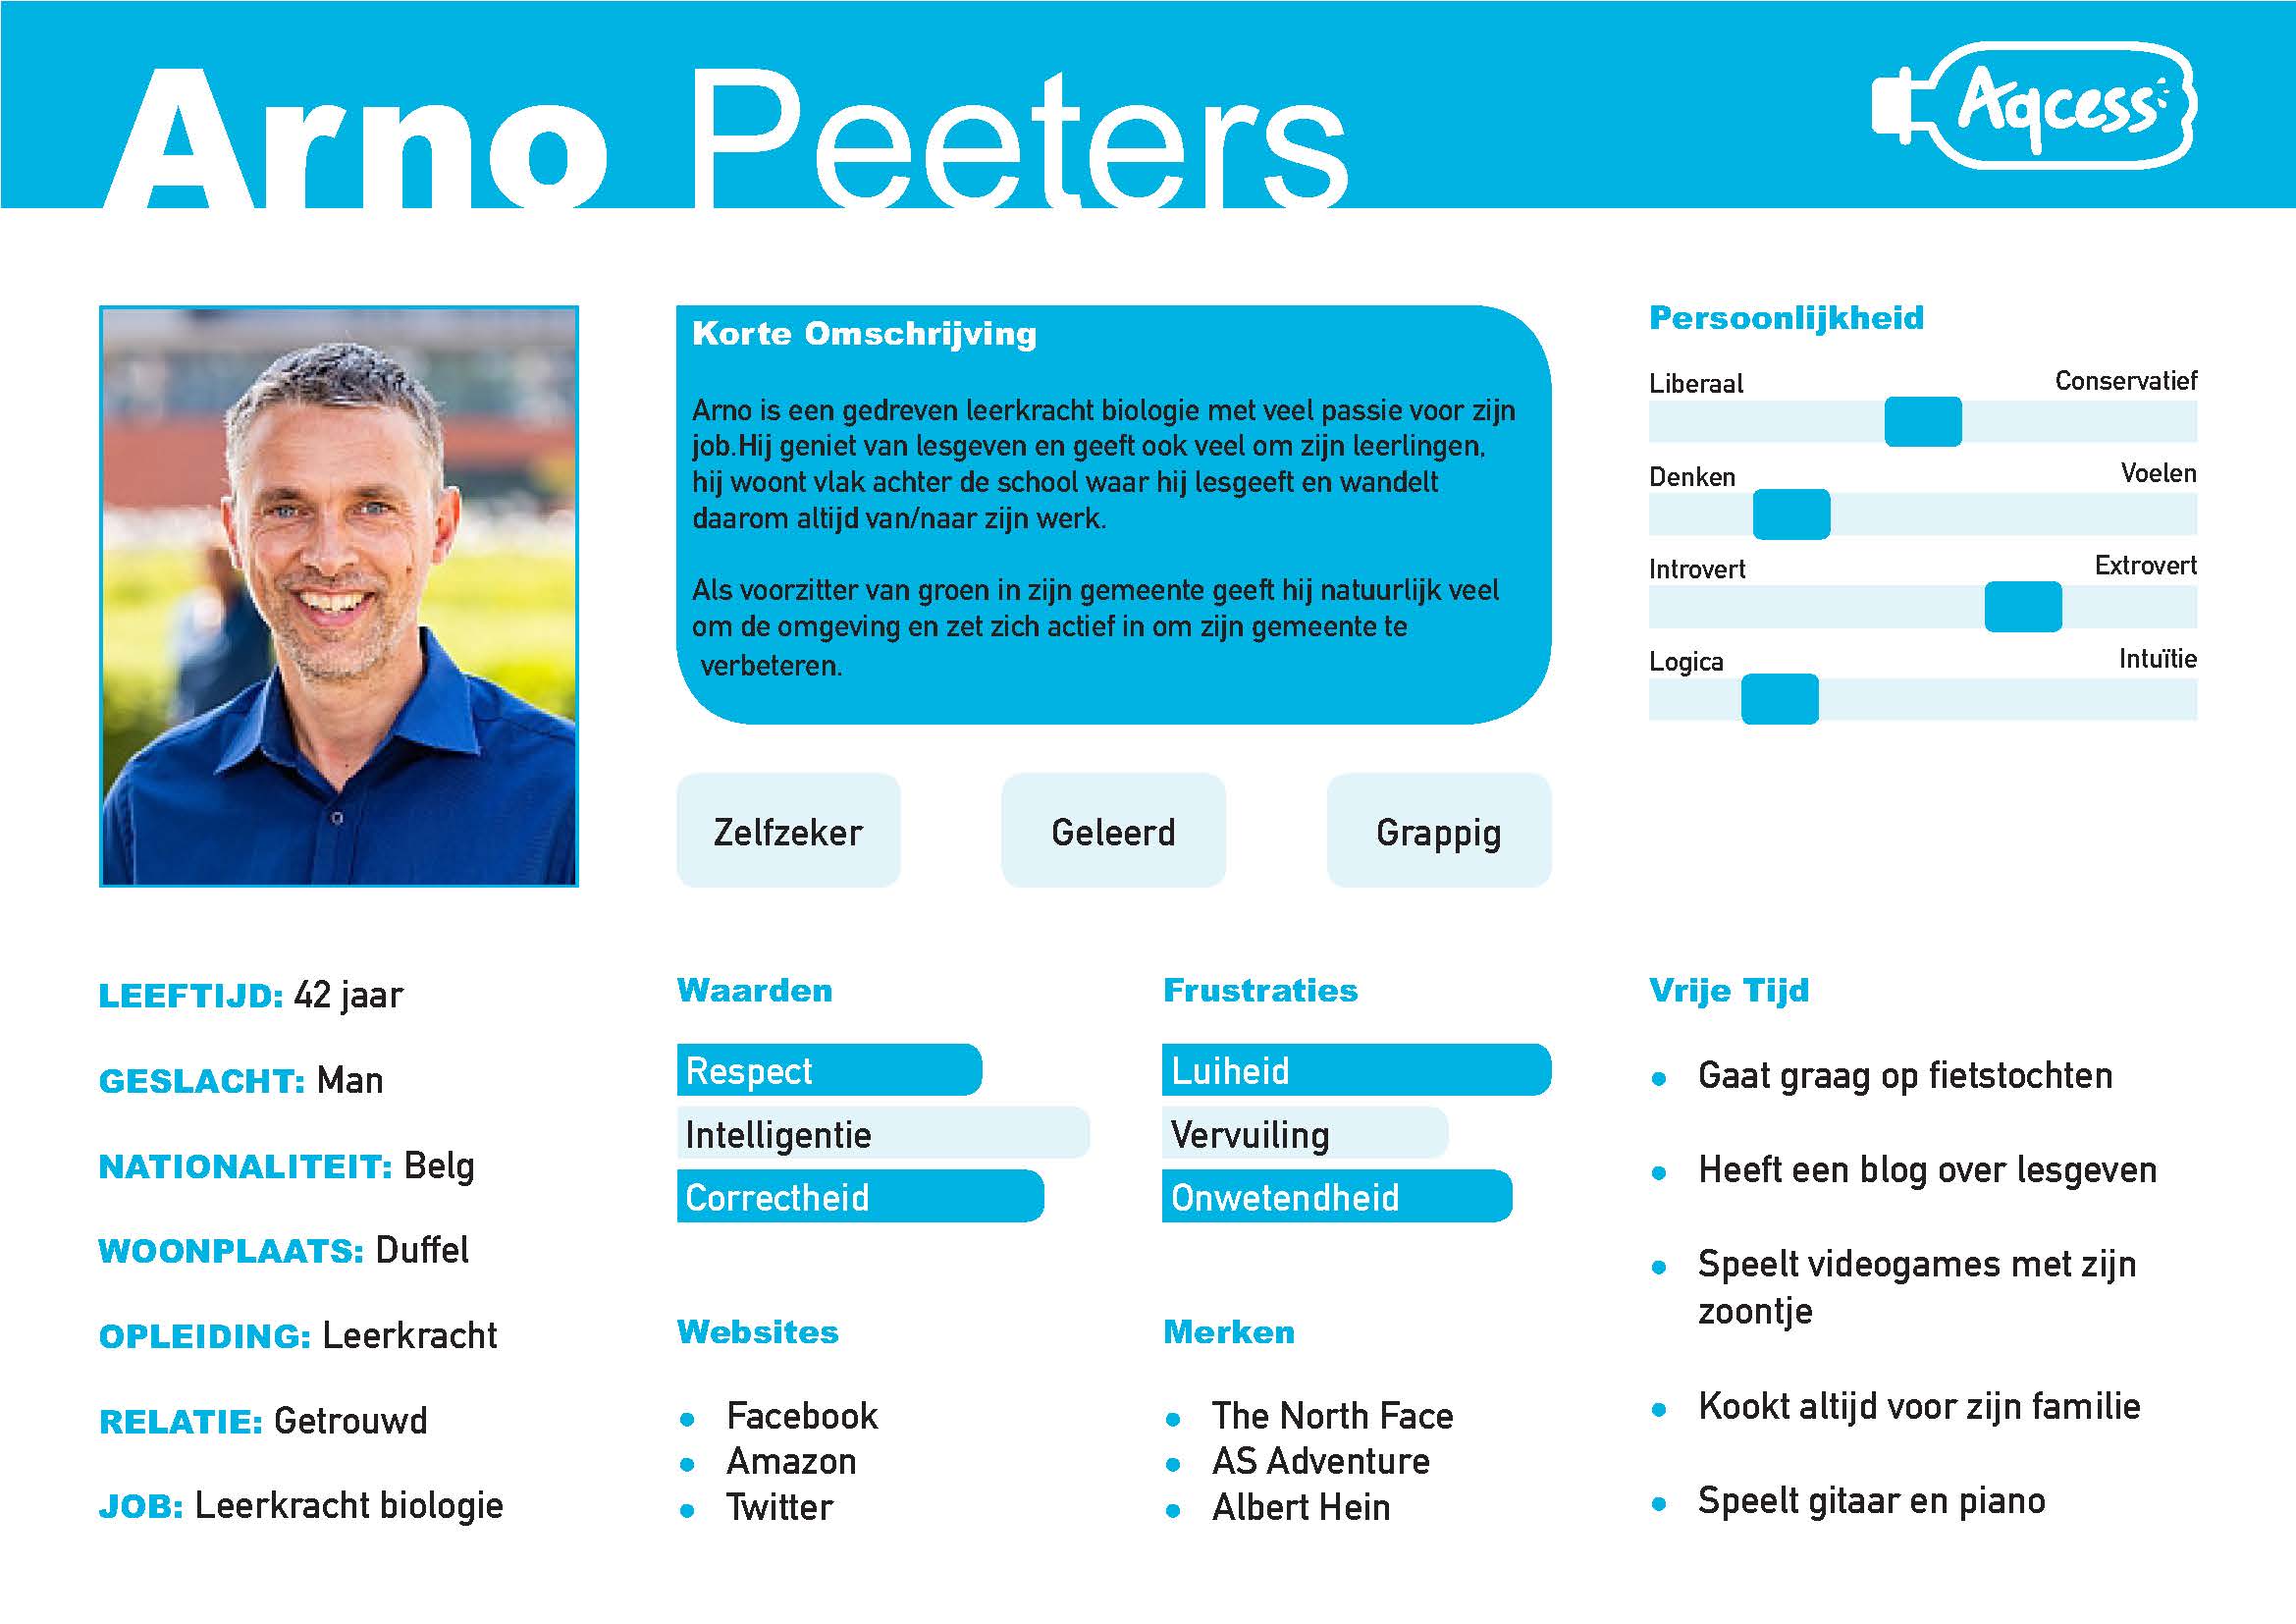 Arno Peeters
Aqcess
Korte Omschrijving
Arno is een gedreven leerkracht biologie met veel passie voor zijn
job.Hij geniet van lesgeven en geeft ook veel om zijn leerlingen,
hij woont vlak achter de school waar hij lesgeeft en wandelt
daarom altijd van/naar zijn werk.
Als voorzitter van groen in zijn gemeente geeft hij natuurlijk veel
om de omgeving en zet zich actief in om zijn gemeente te
verbeteren.
Zelfzeker
Geleerd
Grappig
Persoonlijkheid
Liberaal
Conservatief
Denken
Voelen
Introvert
Extrovert
Logica
Intuïtie
LEEFTIJD: 42 jaar
GESLACHT: Man
NATIONALITEIT: Belg
WOONPLAATS: Duffel
OPLEIDING: Leerkracht
RELATIE: Getrouwd
JOB: Leerkracht biologie
Waarden
Respect
Intelligentie
Correctheid
Frustraties
Luiheid
Vervuiling
Onwetendheid
Websites
• Facebook
• Amazon
• Twitter
Merken
• The North Face
• AS Adventure
• Albert Hein
Vrije Tijd
• Gaat graag op fietstochten
• Heeft een blog over lesgeven
• Speelt videogames met zijn
zoontje
• Kookt altijd voor zijn familie
• Speelt gitaar en piano